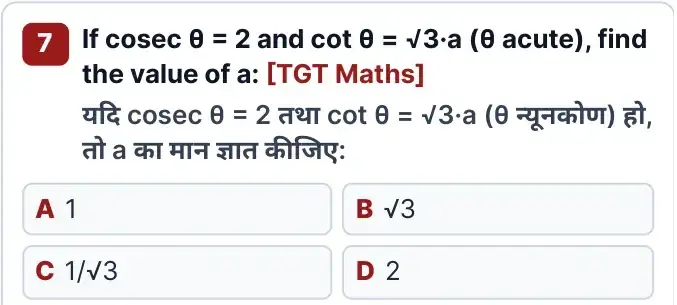 7 If cosec θ = 2 and cot θ = √3·a (θ acute), find
the value of a: [TGT Maths]
यदि cosec θ = 2 तथा cot θ = √3·a (θ न्यूनकोण) हो,
तो a का मान ज्ञात कीजिए:
A 1
B √3
C 1/√3
D 2